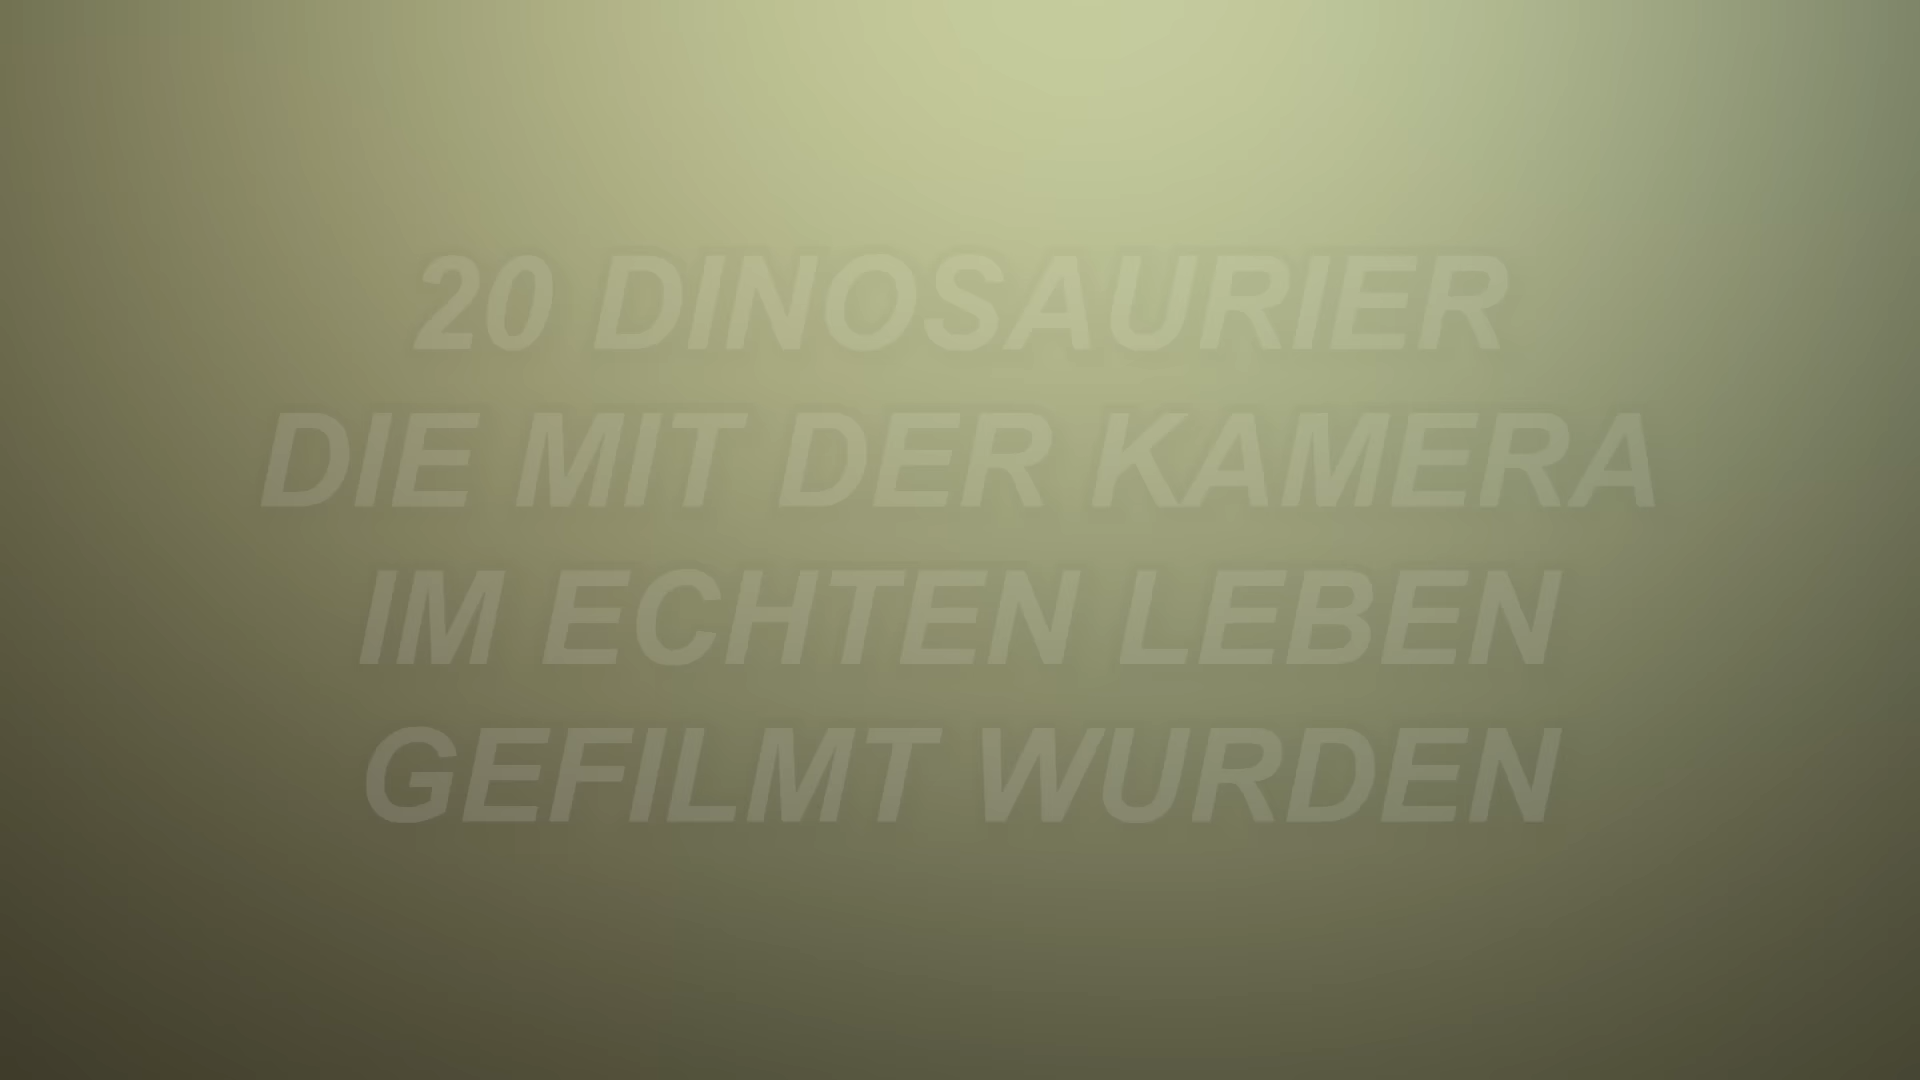 20 DINOSAURIER
DIE MIT DER KAMERA
IM ECHTEN LEBEN
GEFILMT WURDEN